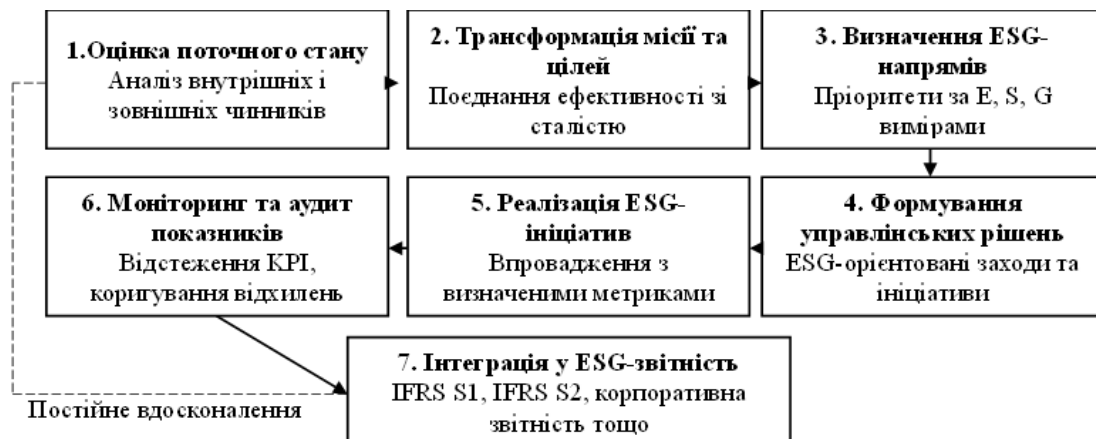 1.Оцінка поточного стану
Аналіз внутрішніх і
зовнішніх чинників
2. Трансформація місії та
цілей
Поєднання ефективності зі
сталістю
3. Визначення ESG-
напрямів
Пріоритети за E, S, G
вимірами
4. Формування
управлінських рішень
ESG-орієнтовані заходи та
ініціативи
5. Реалізація ESG-
ініціатив
Впровадження з
визначеними метриками
6. Моніторинг та аудит
показників
Відстеження KPI,
коригування відхилень
7. Інтеграція у ESG-звітність
IFRS S1, IFRS S2, корпоративна
звітність тощо
Постійне вдосконалення